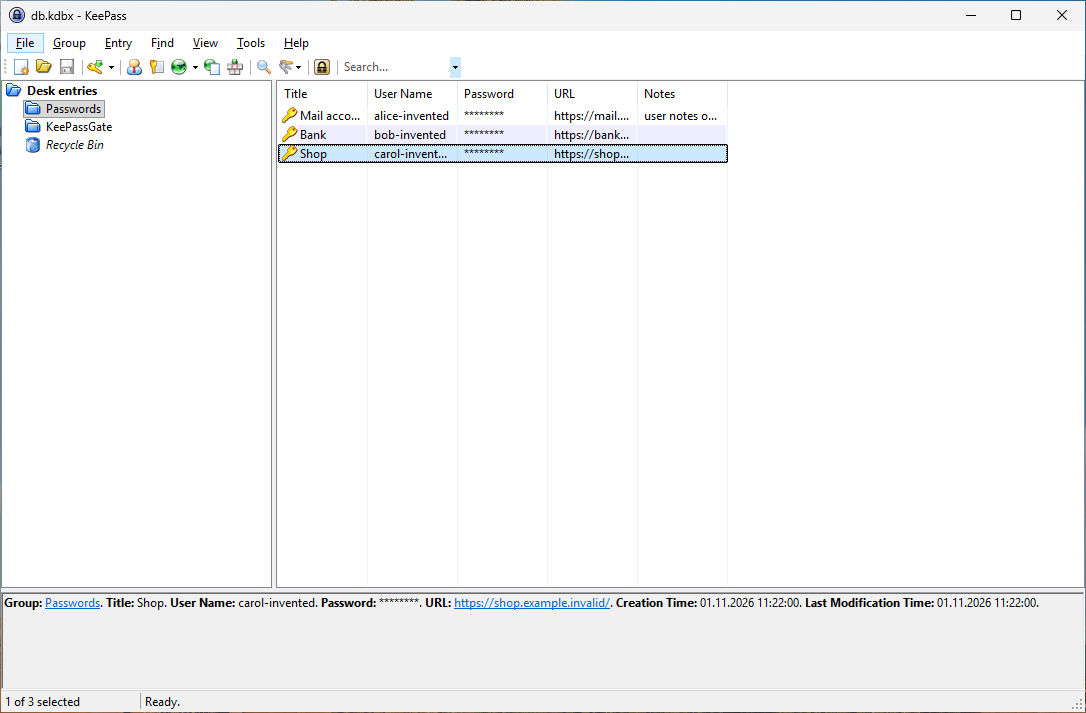 db.kdbx - KeePass
File Group Entry Find View Tools Help
Search...
Desk entries
Passwords
KeePassGate
Recycle Bin
Title User Name Password URL Notes
Mail acco... alice-invented ******** https://mail.... user notes o...
Bank bob-invented ******** https://bank...
Shop carol-invent... ******** https://shop...
Group: Passwords. Title: Shop. User Name: carol-invented. Password: ********. URL: https://shop.example.invalid/. Creation Time: 01.11.2026 11:22:00. Last Modification Time: 01.11.2026 11:22:00.
1 of 3 selected Ready.